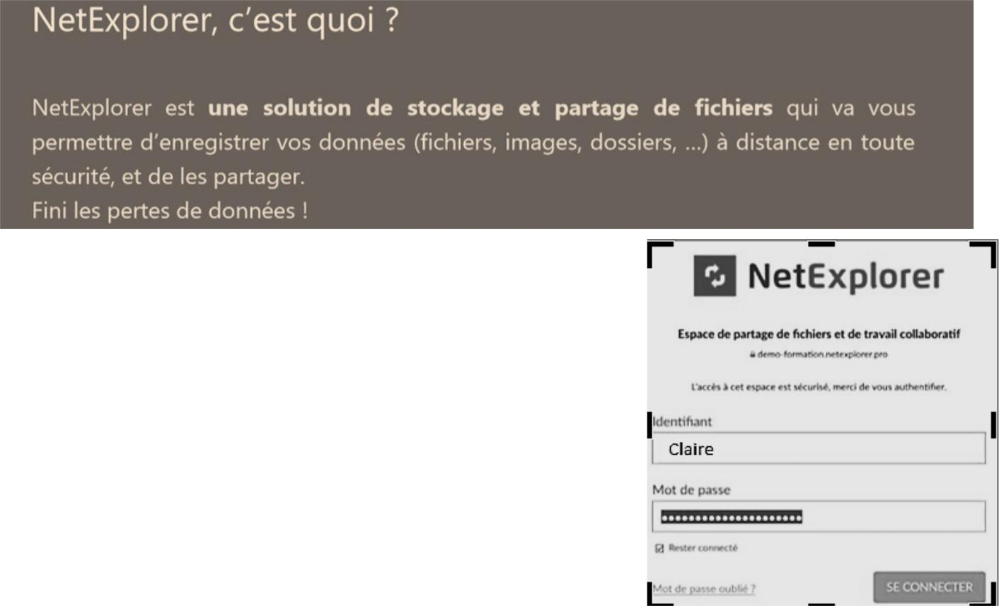 NetExplorer, c’est quoi ?
NetExplorer est une solution de stockage et partage de fichiers qui va vous
permettre d’enregistrer vos données (fichiers, images, dossiers, ...) à distance en toute
sécurité, et de les partager.
Fini les pertes de données !
NetExplorer
Espace de partage de fichiers et de travail collaboratif
demo-formation.netexplorer.pro
L'accès à cet espace est sécurisé, merci de vous authentifier.
Identifiant
Claire
Mot de passe
Rester connecté
Mot de passe oublié ?
SE CONNECTER